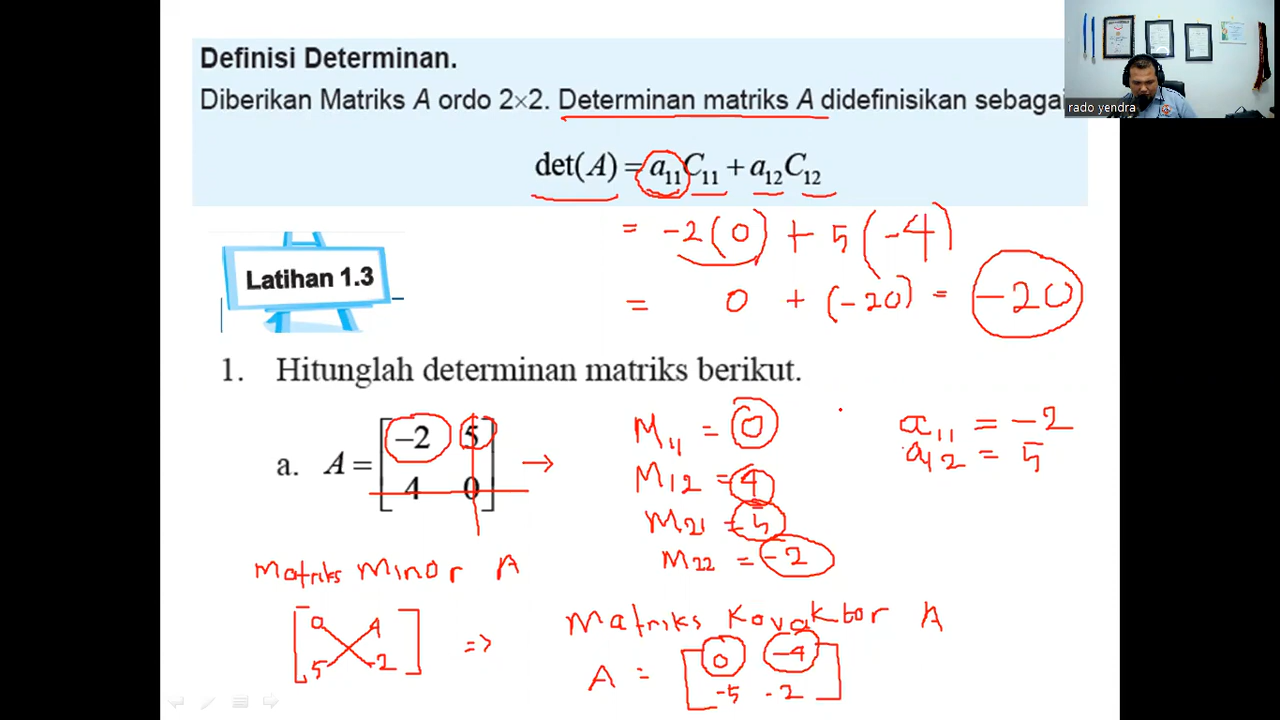 Definisi Determinan.
Diberikan Matriks A ordo 2×2. Determinan matriks A didefinisikan sebagai
rado yendra
det(A) = a₁₁C₁₁ + a₁₂C₁₂
= -2(0) + 5(-4)
= 0 + (-20) = -20
Latihan 1.3
1. Hitunglah determinan matriks berikut.
a. A = [-2 5
4 0] →
M₁₁ = 0
M₁₂ = 4
M₂₁ = 5
M₂₂ = -2
a₁₁ = -2
a₁₂ = 5
Matriks Minor A
[0 4
5 -2] =>
Matriks Kovaktor A
A = [0 -4
-5 -2]